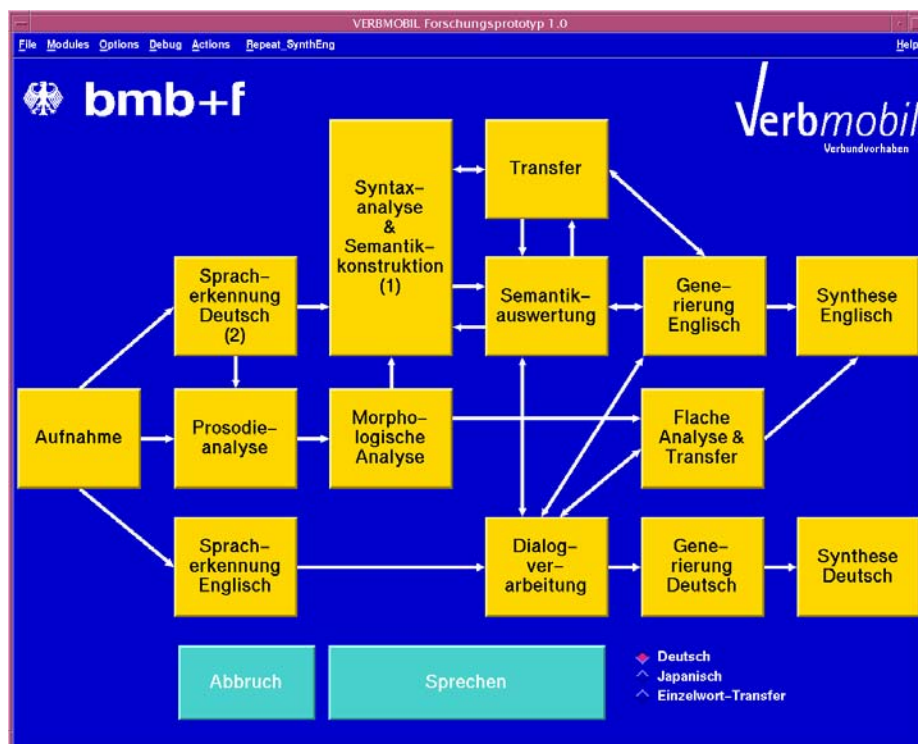 VERBMOBIL Forschungsprototyp 1.0
File Modules Options Debug Actions Repeat_SynthEng Help
bmb+f
Verbmobil
Verbundvorhaben
Syntax–
analyse
&
Semantik–
konstruktion
(1)
Transfer
Sprach–
erkennung
Deutsch
(2)
Semantik–
auswertung
Gene–
rierung
Englisch
Synthese
Englisch
Aufnahme
Prosodie–
analyse
Morpho–
logische
Analyse
Flache
Analyse &
Transfer
Sprach–
erkennung
Englisch
Dialog–
ver–
arbeitung
Gene–
rierung
Deutsch
Synthese
Deutsch
Abbruch
Sprechen
Deutsch
Japanisch
Einzelwort–Transfer